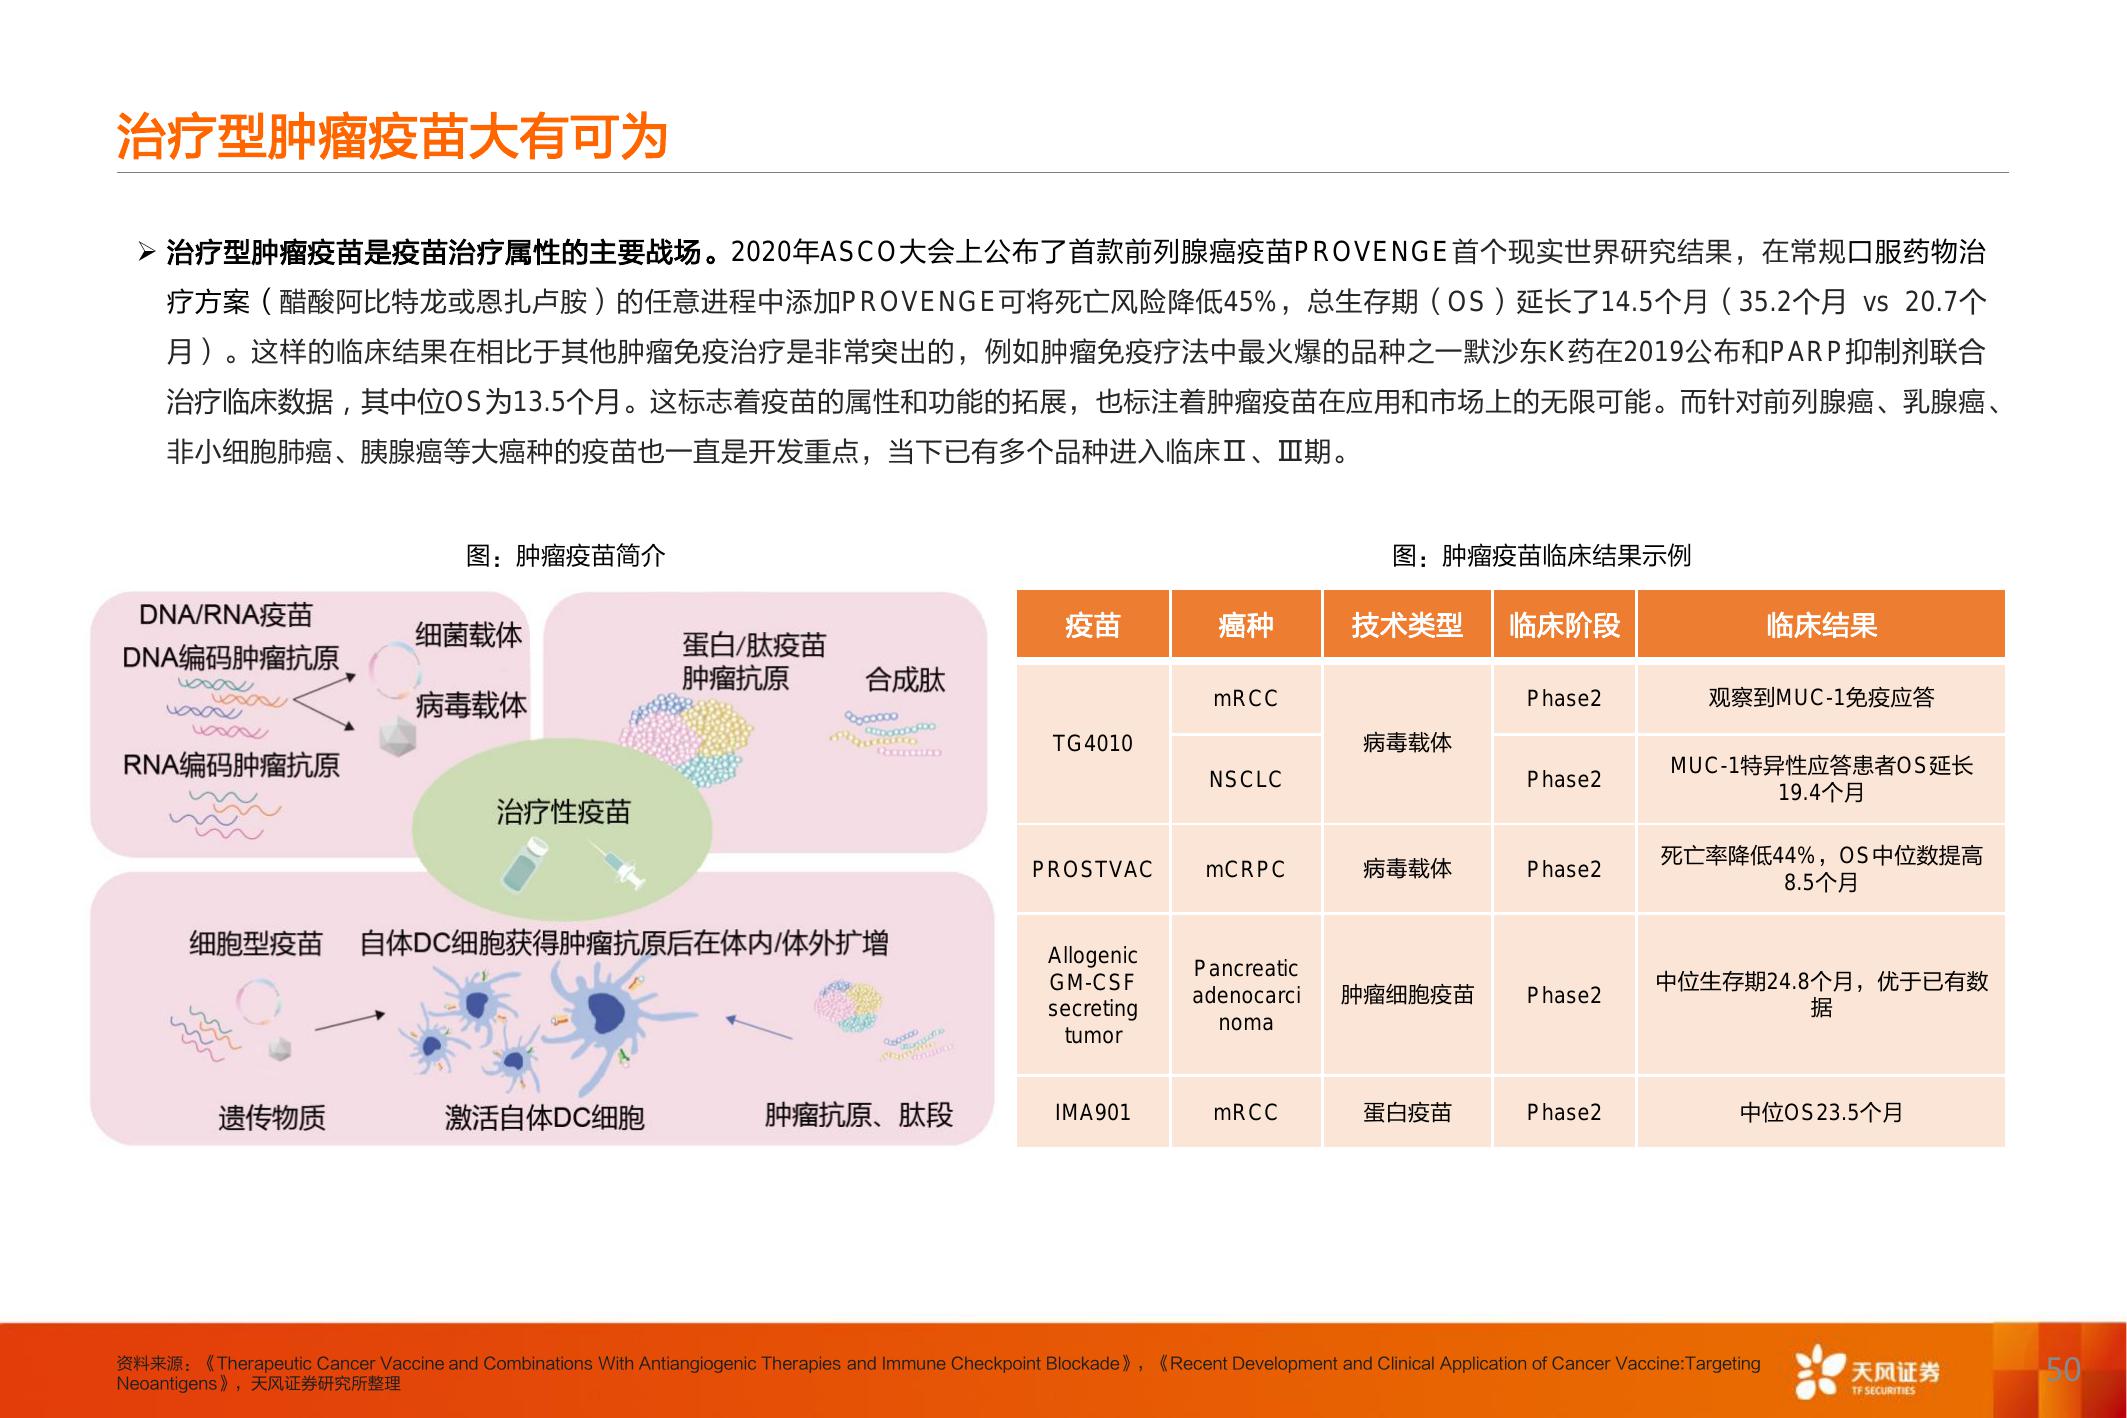 治疗型肿瘤疫苗大有可为
➢ 治疗型肿瘤疫苗是疫苗治疗属性的主要战场。2020年ASCO大会上公布了首款前列腺癌疫苗PROVENGE首个现实世界研究结果，在常规口服药物治
疗方案（醋酸阿比特龙或恩扎卢胺）的任意进程中添加PROVENGE可将死亡风险降低45%，总生存期（OS）延长了14.5个月（35.2个月 vs 20.7个
月）。这样的临床结果在相比于其他肿瘤免疫治疗是非常突出的，例如肿瘤免疫疗法中最火爆的品种之一默沙东K药在2019公布和PARP抑制剂联合
治疗临床数据，其中位OS为13.5个月。这标志着疫苗的属性和功能的拓展，也标注着肿瘤疫苗在应用和市场上的无限可能。而针对前列腺癌、乳腺癌、
非小细胞肺癌、胰腺癌等大癌种的疫苗也一直是开发重点，当下已有多个品种进入临床Ⅱ、Ⅲ期。
图：肿瘤疫苗简介
DNA/RNA疫苗
DNA编码肿瘤抗原
细菌载体
病毒载体
RNA编码肿瘤抗原
蛋白/肽疫苗
肿瘤抗原
合成肽
治疗性疫苗
细胞型疫苗
自体DC细胞获得肿瘤抗原后在体内/体外扩增
遗传物质
激活自体DC细胞
肿瘤抗原、肽段
图：肿瘤疫苗临床结果示例
疫苗 癌种 技术类型 临床阶段 临床结果
TG4010 mRCC 病毒载体 Phase2 观察到MUC-1免疫应答
NSCLC Phase2 MUC-1特异性应答患者OS延长
19.4个月
PROSTVAC mCRPC 病毒载体 Phase2 死亡率降低44%，OS中位数提高
8.5个月
Allogenic
GM-CSF
secreting
tumor
Pancreatic
adenocarci
noma
肿瘤细胞疫苗
Phase2
中位生存期24.8个月，优于已有数
据
IMA901 mRCC 蛋白疫苗 Phase2 中位OS23.5个月
资料来源：《Therapeutic Cancer Vaccine and Combinations With Antiangiogenic Therapies and Immune Checkpoint Blockade》，《Recent Development and Clinical Application of Cancer Vaccine:Targeting
Neoantigens》，天风证券研究所整理
天风证券
TF SECURITIES
50